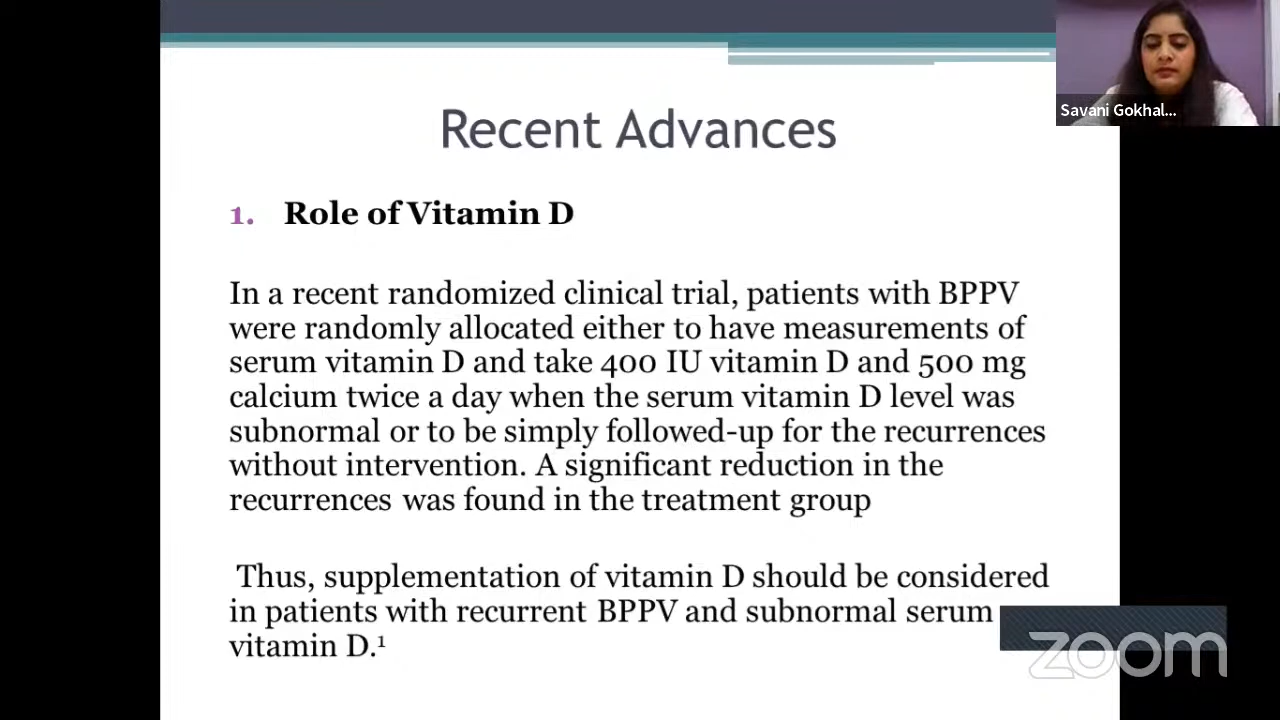 Recent Advances
Savani Gokhal...
1. Role of Vitamin D
In a recent randomized clinical trial, patients with BPPV
were randomly allocated either to have measurements of
serum vitamin D and take 400 IU vitamin D and 500 mg
calcium twice a day when the serum vitamin D level was
subnormal or to be simply followed-up for the recurrences
without intervention. A significant reduction in the
recurrences was found in the treatment group
Thus, supplementation of vitamin D should be considered
in patients with recurrent BPPV and subnormal serum
vitamin D.¹
zoom